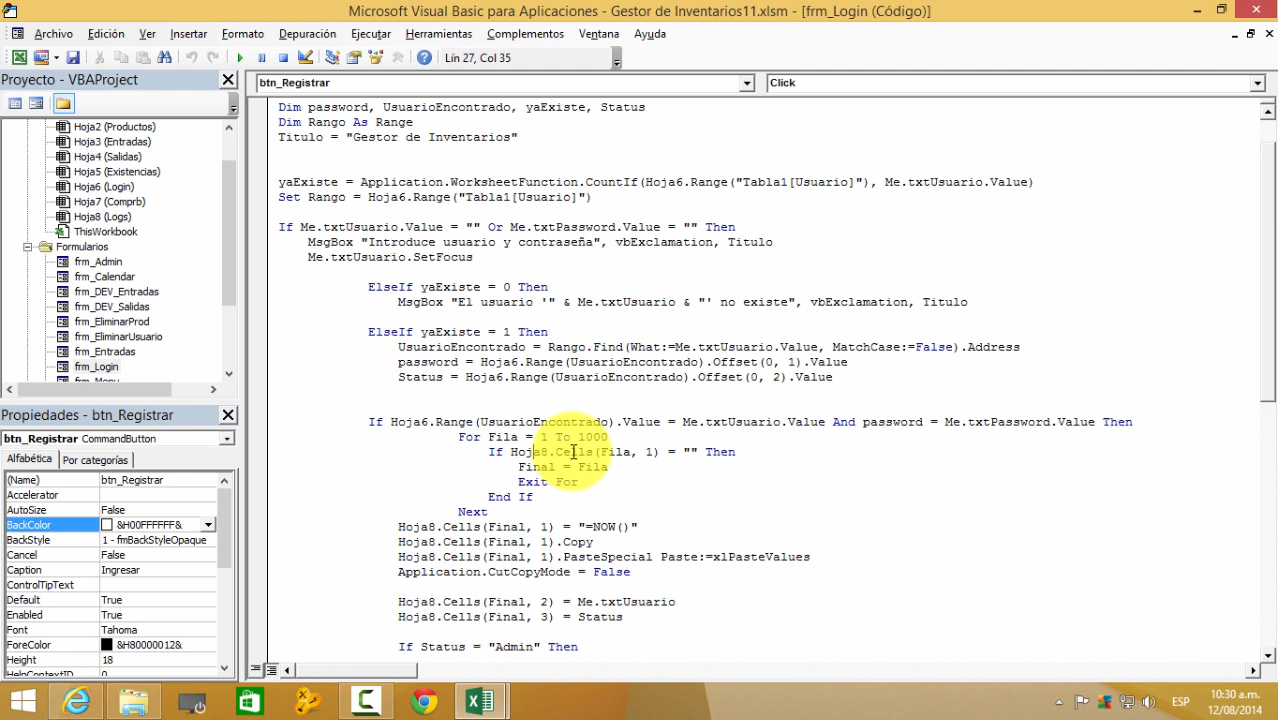 Microsoft Visual Basic para Aplicaciones - Gestor de Inventarios11.xlsm - [frm_Login (Código)]
Archivo Edición Ver Insertar Formato Depuración Ejecutar Herramientas Complementos Ventana Ayuda
Lín 27, Col 35
Proyecto - VBAProject
Hoja2 (Productos)
Hoja3 (Entradas)
Hoja4 (Salidas)
Hoja5 (Existencias)
Hoja6 (Login)
Hoja7 (Comprb)
Hoja8 (Logs)
ThisWorkbook
Formularios
frm_Admin
frm_Calendar
frm_DEV_Entradas
frm_DEV_Salidas
frm_EliminarProd
frm_EliminarUsuario
frm_Entradas
frm_Login
Propiedades - btn_Registrar
btn_Registrar CommandButton
Alfabética Por categorías
(Name) btn_Registrar
Accelerator
AutoSize False
BackColor &H00FFFFFF&
BackStyle 1 - fmBackStyleOpaque
Cancel False
Caption Ingresar
ControlTipText
Default True
Enabled True
Font Tahoma
ForeColor &H80000012&
Height 18
HelpContextID 0
btn_Registrar Click
Dim password, UsuarioEncontrado, yaExiste, Status
Dim Rango As Range
Titulo = "Gestor de Inventarios"
yaExiste = Application.WorksheetFunction.CountIf(Hoja6.Range("Tabla1[Usuario]"), Me.txtUsuario.Value)
Set Rango = Hoja6.Range("Tabla1[Usuario]")
If Me.txtUsuario.Value = "" Or Me.txtPassword.Value = "" Then
MsgBox "Introduce usuario y contraseña", vbExclamation, Titulo
Me.txtUsuario.SetFocus
ElseIf yaExiste = 0 Then
MsgBox "El usuario '" & Me.txtUsuario & "' no existe", vbExclamation, Titulo
ElseIf yaExiste = 1 Then
UsuarioEncontrado = Rango.Find(What:=Me.txtUsuario.Value, MatchCase:=False).Address
password = Hoja6.Range(UsuarioEncontrado).Offset(0, 1).Value
Status = Hoja6.Range(UsuarioEncontrado).Offset(0, 2).Value
If Hoja6.Range(UsuarioEncontrado).Value = Me.txtUsuario.Value And password = Me.txtPassword.Value Then
For Fila = 1 To 1000
If Hoja8.Cells(Fila, 1) = "" Then
Final = Fila
Exit For
End If
Next
Hoja8.Cells(Final, 1) = "=NOW()"
Hoja8.Cells(Final, 1).Copy
Hoja8.Cells(Final, 1).PasteSpecial Paste:=xlPasteValues
Application.CutCopyMode = False
Hoja8.Cells(Final, 2) = Me.txtUsuario
Hoja8.Cells(Final, 3) = Status
If Status = "Admin" Then
ESP
10:30 a.m.
12/08/2014